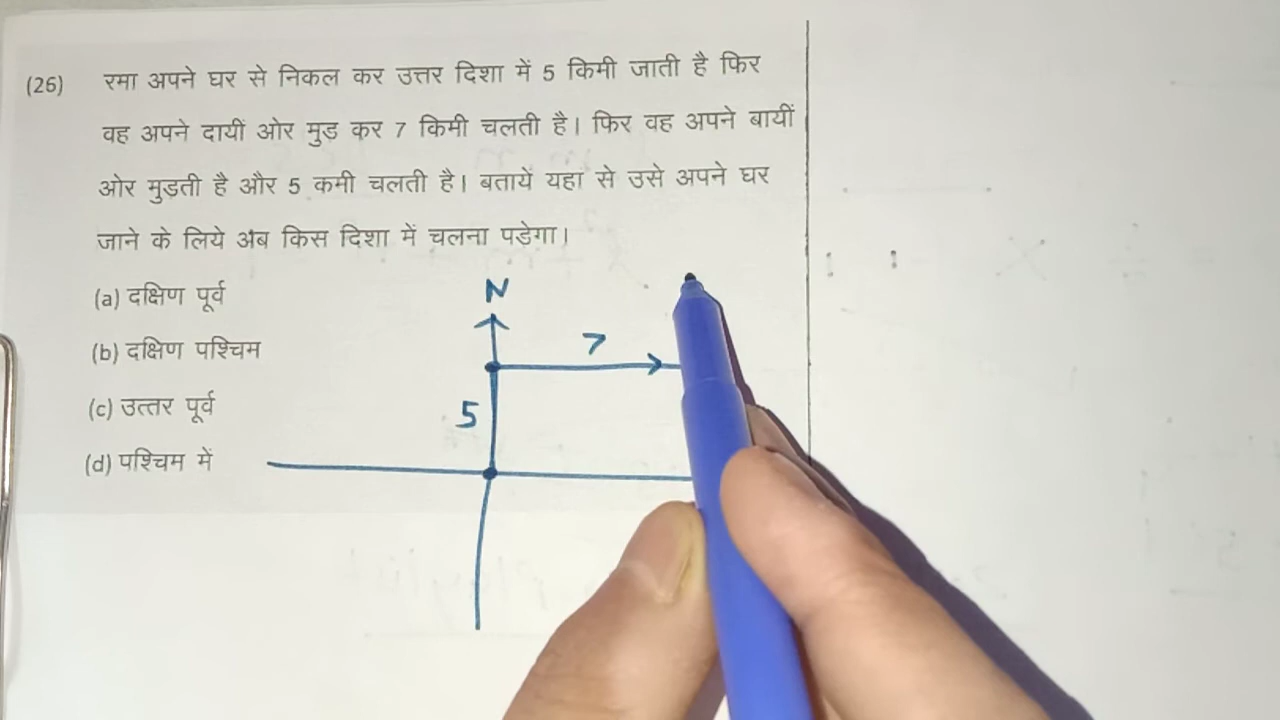 (26) रमा अपने घर से निकल कर उत्तर दिशा में 5 किमी जाती है फिर
वह अपने दायीं ओर मुड़ कर 7 किमी चलती है। फिर वह अपने बायीं
ओर मुड़ती है और 5 कमी चलती है। बतायें यहां से उसे अपने घर
जाने के लिये अब किस दिशा में चलना पड़ेगा।
(a) दक्षिण पूर्व
(b) दक्षिण पश्चिम
(c) उत्तर पूर्व
(d) पश्चिम में
N
7
5